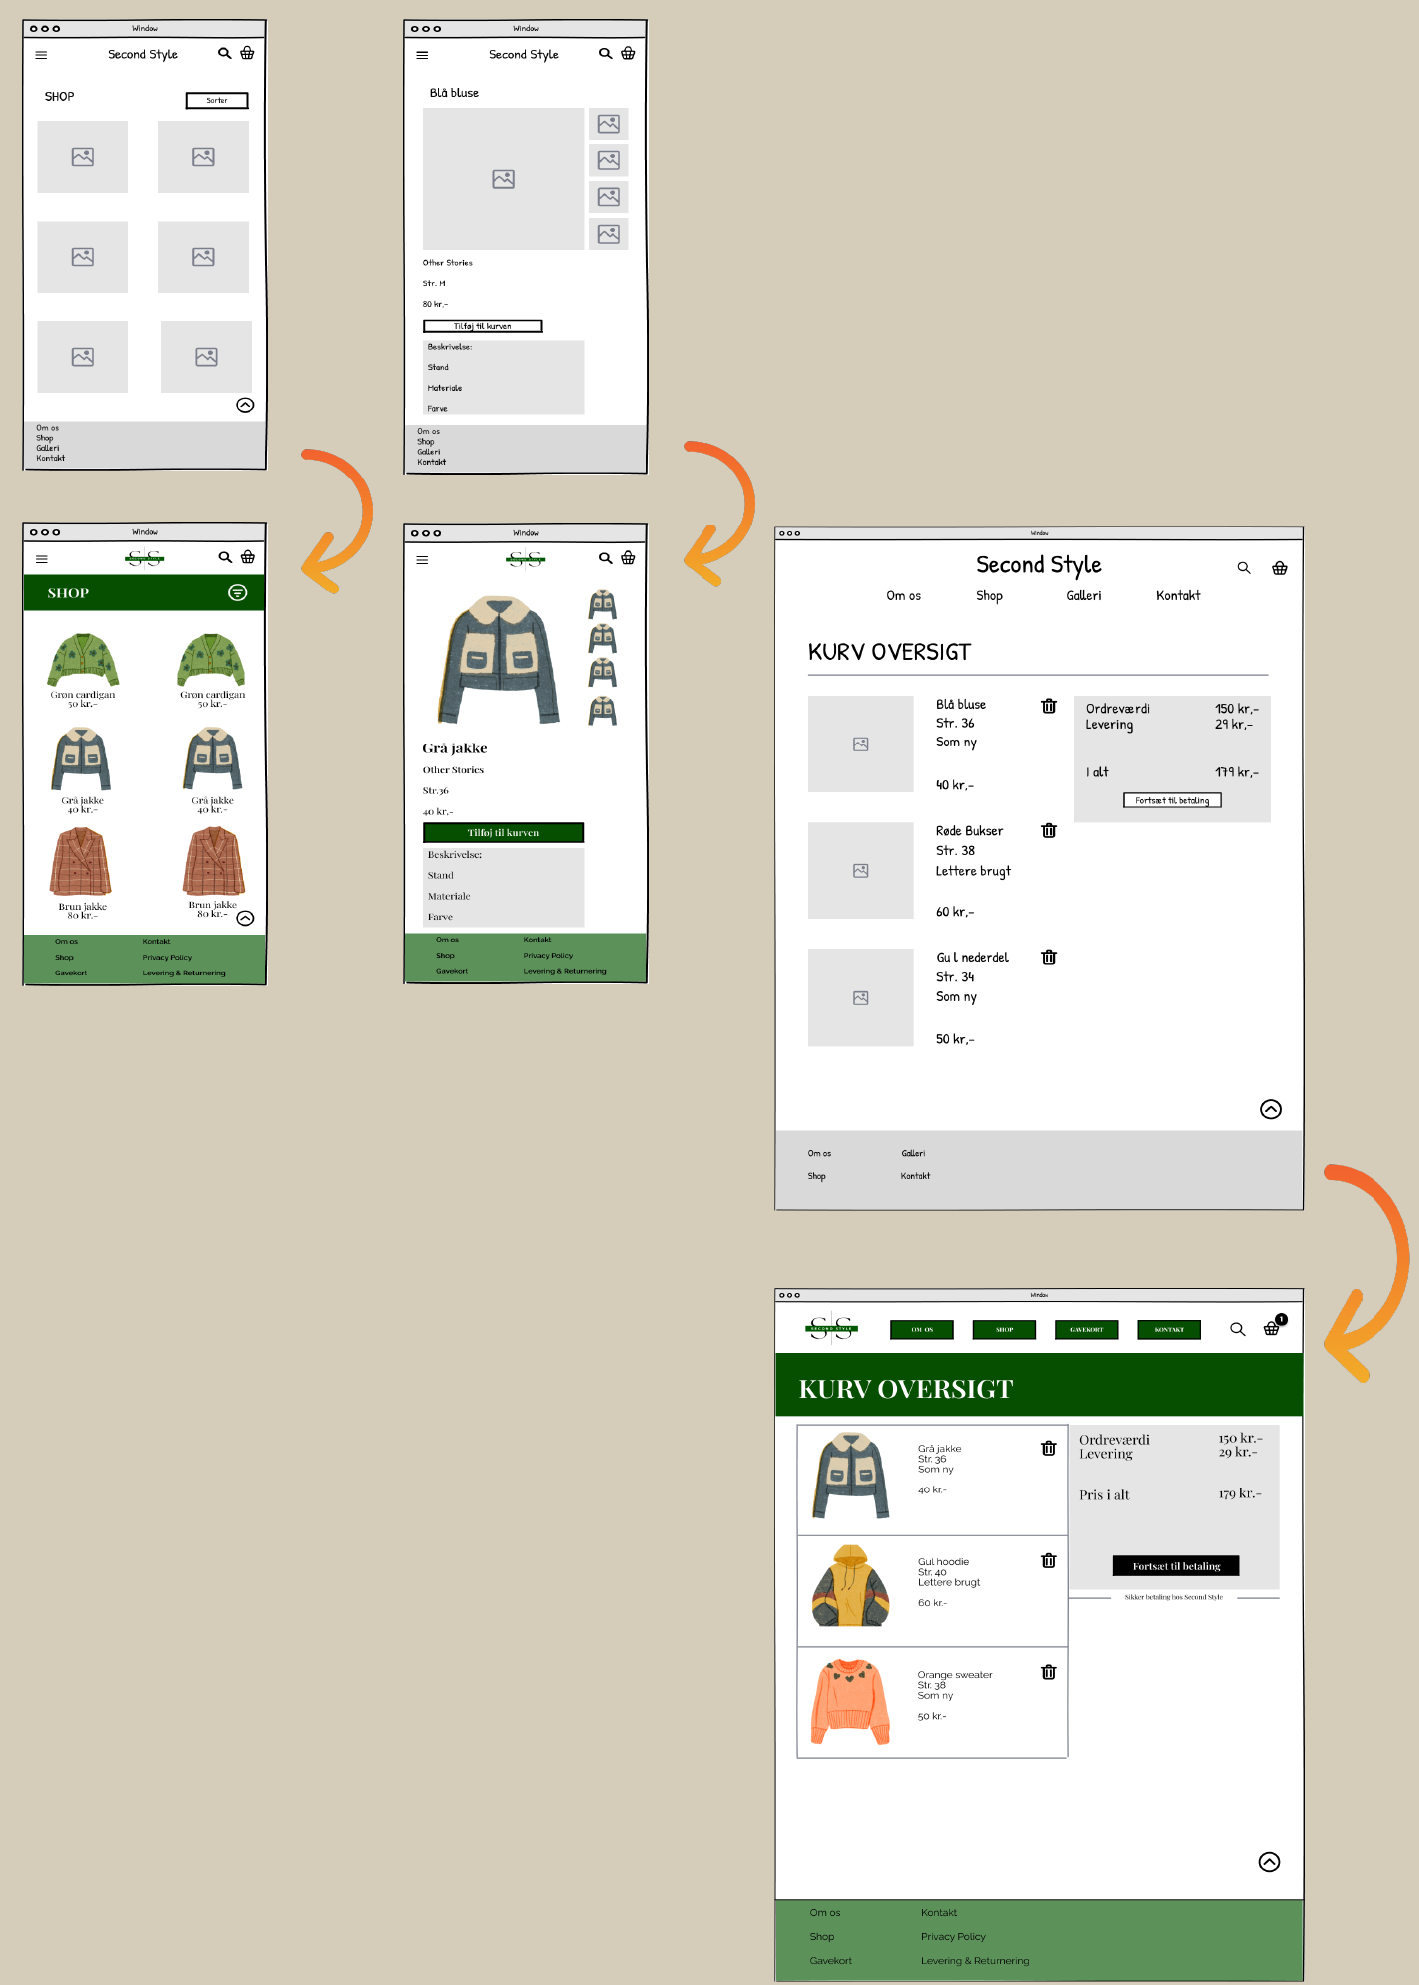 Window
Second Style
SHOP
Sorter
Om os
Shop
Galleri
Kontakt
Window
Second Style
Blå bluse
Other Stories
Str. M
80 kr,-
Tilføj til kurven
Beskrivelse:
Stand
Materiale
Farve
Om os
Shop
Galleri
Kontakt
Window
S S
SECOND STYLE
SHOP
Grøn cardigan
50 kr.-
Grøn cardigan
50 kr.-
Grå jakke
40 kr.-
Grå jakke
40 kr.-
Brun jakke
80 kr.-
Brun jakke
80 kr.-
Om os
Kontakt
Shop
Privacy Policy
Gavekort
Levering & Returnering
Window
S S
SECOND STYLE
Grå jakke
Other Stories
Str.36
40 kr.-
Tilføj til kurven
Beskrivelse:
Stand
Materiale
Farve
Om os
Kontakt
Shop
Privacy Policy
Gavekort
Levering & Returnering
Window
Second Style
Om os Shop Galleri Kontakt
KURV OVERSIGT
Blå bluse
Str. 36
Som ny
40 kr,-
Ordreværdi 150 kr,-
Levering 29 kr,-
I alt 179 kr,-
Fortsæt til betaling
Røde Bukser
Str. 38
Lettere brugt
60 kr,-
Gu l nederdel
Str. 34
Som ny
50 kr,-
Om os Galleri
Shop Kontakt
Window
S S
SECOND STYLE
OM OS SHOP GAVEKORT KONTAKT
1
KURV OVERSIGT
Grå jakke
Str. 36
Som ny
40 kr.-
Ordreværdi 150 kr.-
Levering 29 kr.-
Pris i alt 179 kr.-
Fortsæt til betaling
Sikker betaling hos Second Style
Gul hoodie
Str. 40
Lettere brugt
60 kr.-
Orange sweater
Str. 38
Som ny
50 kr.-
Om os Kontakt
Shop Privacy Policy
Gavekort Levering & Returnering